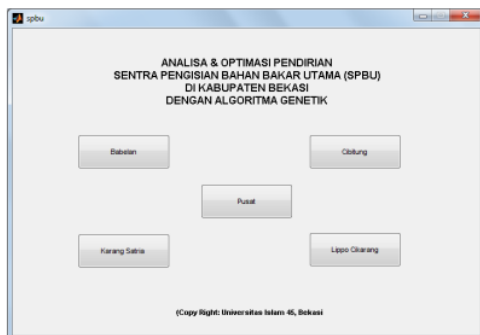 spbu
ANALISA & OPTIMASI PENDIRIAN
SENTRA PENGISIAN BAHAN BAKAR UTAMA (SPBU)
DI KABUPATEN BEKASI
DENGAN ALGORITMA GENETIK
Babelan
Cibitung
Pusat
Karang Satria
Lippo Cikarang
(Copy Right: Universitas Islam 45, Bekasi